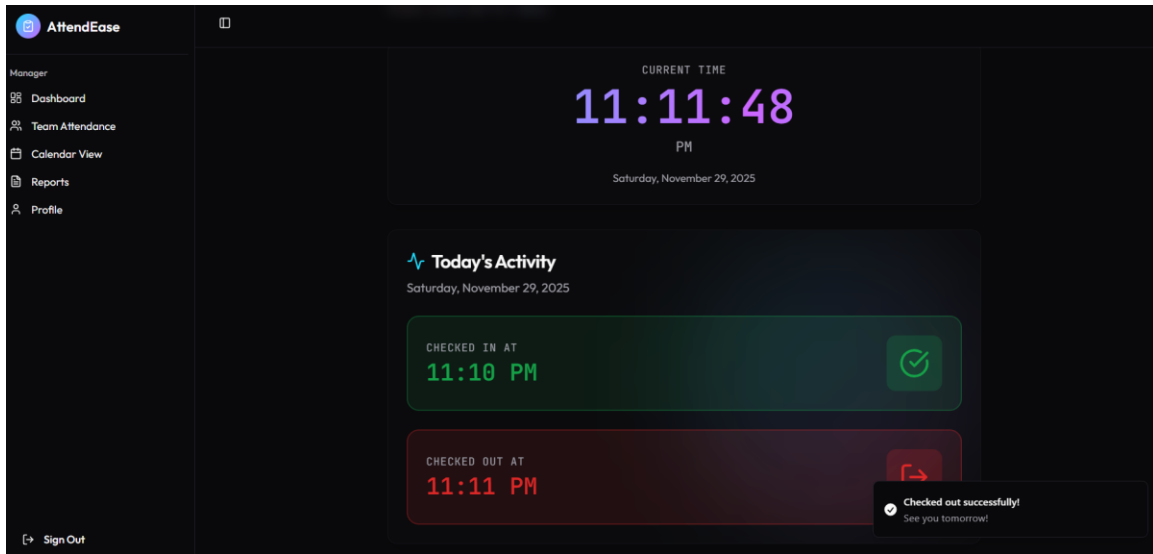 AttendEase
Manager
Dashboard
Team Attendance
Calendar View
Reports
Profile
Sign Out
CURRENT TIME
11:11:48
PM
Saturday, November 29, 2025
Today's Activity
Saturday, November 29, 2025
CHECKED IN AT
11:10 PM
CHECKED OUT AT
11:11 PM
Checked out successfully!
See you tomorrow!